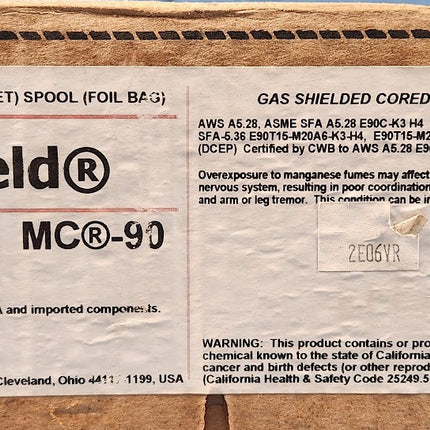 ET) SPOOL (FOIL BAG)
eld®
MC®-90
A and imported components.
Cleveland, Ohio 1199, USA
GAS SHIELDED CORED
AWS A5.28, ASME SFA A5.28 E90C-K3 H4
SFA-5.36 E90T15-M20A6-K3-H4, E90T15-M2
(DCEP) Certified by CWB to AWS A5.28 E9
Overexposure to manganese fumes may affect
nervous system, resulting in poor coordination
and arm or leg tremor. This condition can be ir
2E06VR
WARNING: This product contains or pro
chemical known to the state of California
cancer and birth defects (or other reprod
(California Health & Safety Code 25249.5